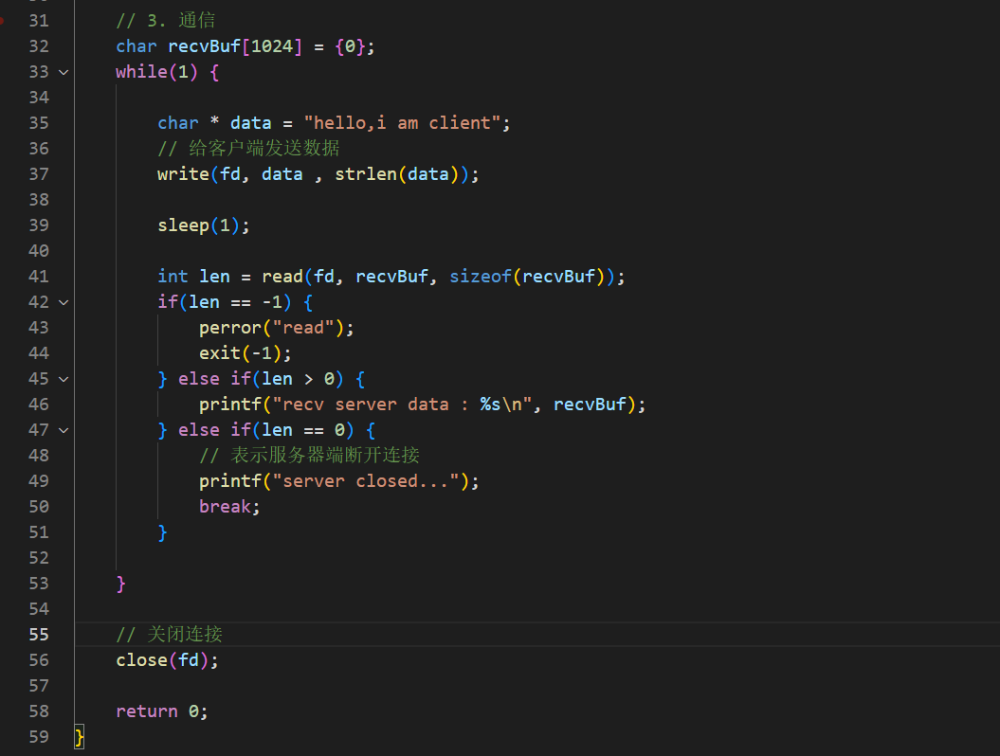 31 // 3. 通信
32 char recvBuf[1024] = {0};
33 while(1) {
34
35 char * data = "hello,i am client";
36 // 给客户端发送数据
37 write(fd, data , strlen(data));
38
39 sleep(1);
40
41 int len = read(fd, recvBuf, sizeof(recvBuf));
42 if(len == -1) {
43 perror("read");
44 exit(-1);
45 } else if(len > 0) {
46 printf("recv server data : %s\n", recvBuf);
47 } else if(len == 0) {
48 // 表示服务器端断开连接
49 printf("server closed...");
50 break;
51 }
52
53 }
54
55 // 关闭连接
56 close(fd);
57
58 return 0;
59 }